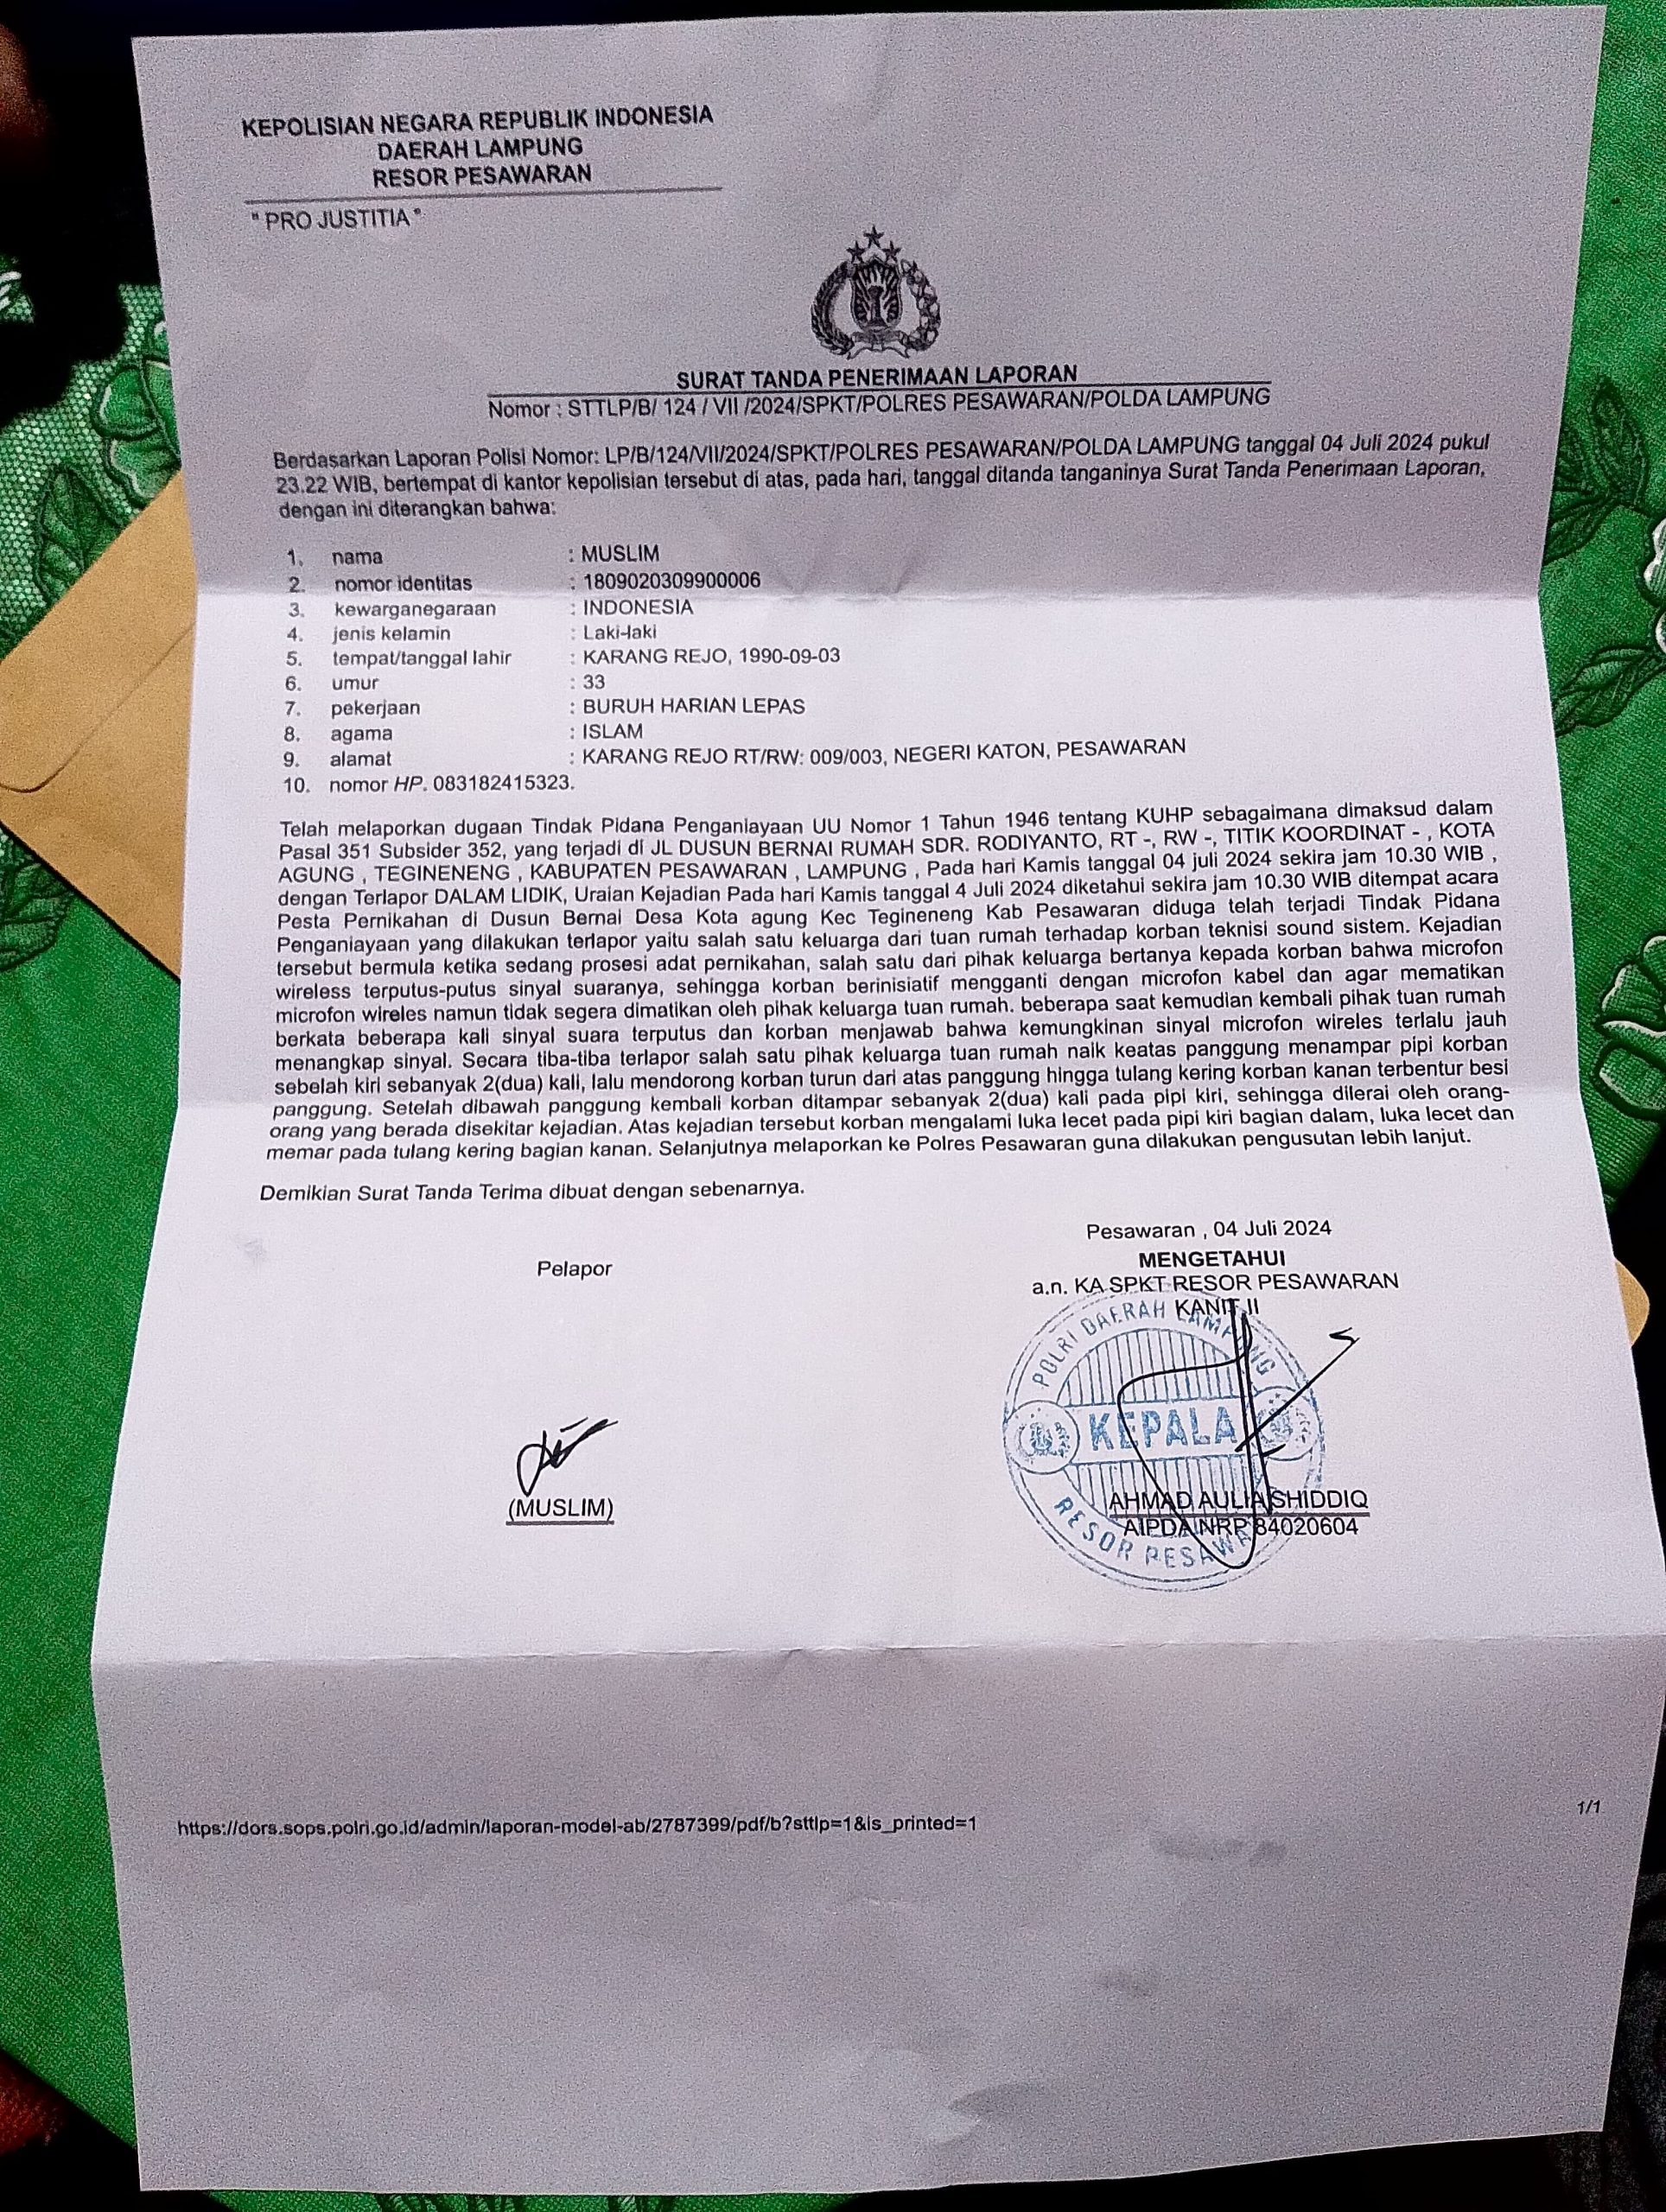 KEPOLISIAN NEGARA REPUBLIK INDONESIA
DAERAH LAMPUNG
RESOR PESAWARAN
" PRO JUSTITIA "
SURAT TANDA PENERIMAAN LAPORAN
Nomor : STTLP/B/ 124 / VII /2024/SPKT/POLRES PESAWARAN/POLDA LAMPUNG
Berdasarkan Laporan Polisi Nomor: LP/B/124/VII/2024/SPKT/POLRES PESAWARAN/POLDA LAMPUNG tanggal 04 Juli 2024 pukul
23.22 WIB, bertempat di kantor kepolisian tersebut di atas, pada hari, tanggal ditanda tanganinya Surat Tanda Penerimaan Laporan,
dengan ini diterangkan bahwa:
1. nama : MUSLIM
2. nomor identitas : 1809020309900006
3. kewarganegaraan : INDONESIA
4. jenis kelamin : Laki-laki
5. tempat/tanggal lahir : KARANG REJO, 1990-09-03
6. umur : 33
7. pekerjaan : BURUH HARIAN LEPAS
8. agama : ISLAM
9. alamat : KARANG REJO RT/RW: 009/003, NEGERI KATON, PESAWARAN
10. nomor HP. 083182415323.
Telah melaporkan dugaan Tindak Pidana Penganiayaan UU Nomor 1 Tahun 1946 tentang KUHP sebagaimana dimaksud dalam
Pasal 351 Subsider 352, yang terjadi di JL DUSUN BERNAI RUMAH SDR. RODIYANTO, RT -, RW -, TITIK KOORDINAT - , KOTA
AGUNG , TEGINENENG , KABUPATEN PESAWARAN , LAMPUNG , Pada hari Kamis tanggal 04 juli 2024 sekira jam 10.30 WIB ,
dengan Terlapor DALAM LIDIK, Uraian Kejadian Pada hari Kamis tanggal 4 Juli 2024 diketahui sekira jam 10.30 WIB ditempat acara
Pesta Pernikahan di Dusun Bernai Desa Kota agung Kec Tegineneng Kab Pesawaran diduga telah terjadi Tindak Pidana
Penganiayaan yang dilakukan terlapor yaitu salah satu keluarga dari tuan rumah terhadap korban teknisi sound sistem. Kejadian
tersebut bermula ketika sedang prosesi adat pernikahan, salah satu dari pihak keluarga bertanya kepada korban bahwa microfon
wireless terputus-putus sinyal suaranya, sehingga korban berinisiatif mengganti dengan microfon kabel dan agar mematikan
microfon wireles namun tidak segera dimatikan oleh pihak keluarga tuan rumah. beberapa saat kemudian kembali pihak tuan rumah
berkata beberapa kali sinyal suara terputus dan korban menjawab bahwa kemungkinan sinyal microfon wireles terlalu jauh
menangkap sinyal. Secara tiba-tiba terlapor salah satu pihak keluarga tuan rumah naik keatas panggung menampar pipi korban
sebelah kiri sebanyak 2(dua) kali, lalu mendorong korban turun dari atas panggung hingga tulang kering korban kanan terbentur besi
panggung. Setelah dibawah panggung kembali korban ditampar sebanyak 2(dua) kali pada pipi kiri, sehingga dilerai oleh orang-
orang yang berada disekitar kejadian. Atas kejadian tersebut korban mengalami luka lecet pada pipi kiri bagian dalam, luka lecet dan
memar pada tulang kering bagian kanan. Selanjutnya melaporkan ke Polres Pesawaran guna dilakukan pengusutan lebih lanjut.
Demikian Surat Tanda Terima dibuat dengan sebenarnya.
Pesawaran , 04 Juli 2024
MENGETAHUI
a.n. KA SPKT RESOR PESAWARAN
KANIT II
Pelapor
POLRI DAERAH LAMPUNG
KEPALA
RESOR PESAWA
(MUSLIM)
AHMAD AULIA SHIDDIQ
AIPDA NRP 84020604
https://dors.sops.polri.go.id/admin/laporan-model-ab/2787399/pdf/b?sttlp=1&is_printed=1
1/1